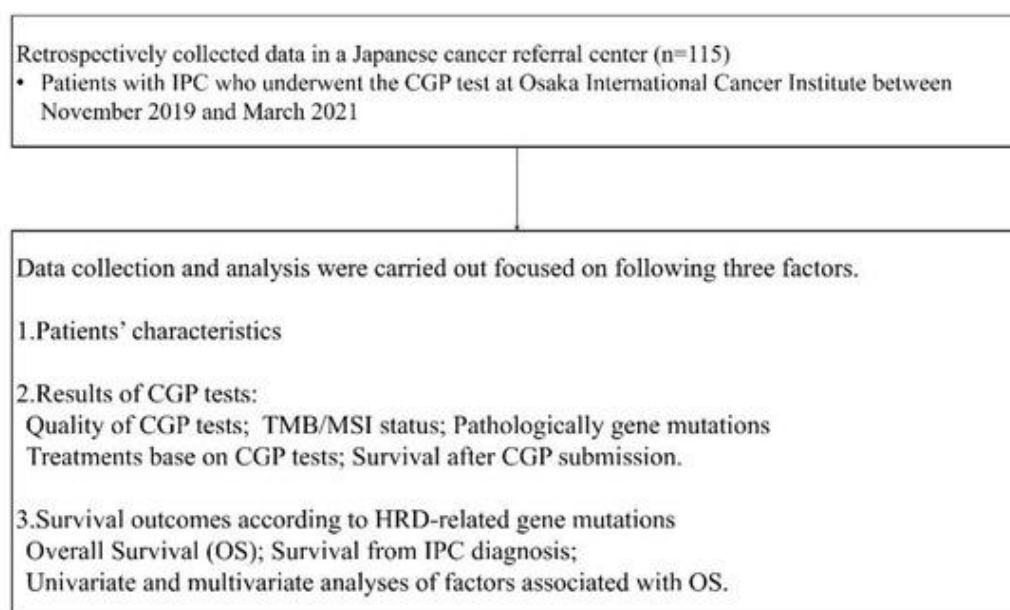 Retrospectively collected data in a Japanese cancer referral center (n=115)
• Patients with IPC who underwent the CGP test at Osaka International Cancer Institute between
November 2019 and March 2021
Data collection and analysis were carried out focused on following three factors.
1.Patients' characteristics
2.Results of CGP tests:
Quality of CGP tests; TMB/MSI status; Pathologically gene mutations
Treatments base on CGP tests; Survival after CGP submission.
3.Survival outcomes according to HRD-related gene mutations
Overall Survival (OS); Survival from IPC diagnosis;
Univariate and multivariate analyses of factors associated with OS.